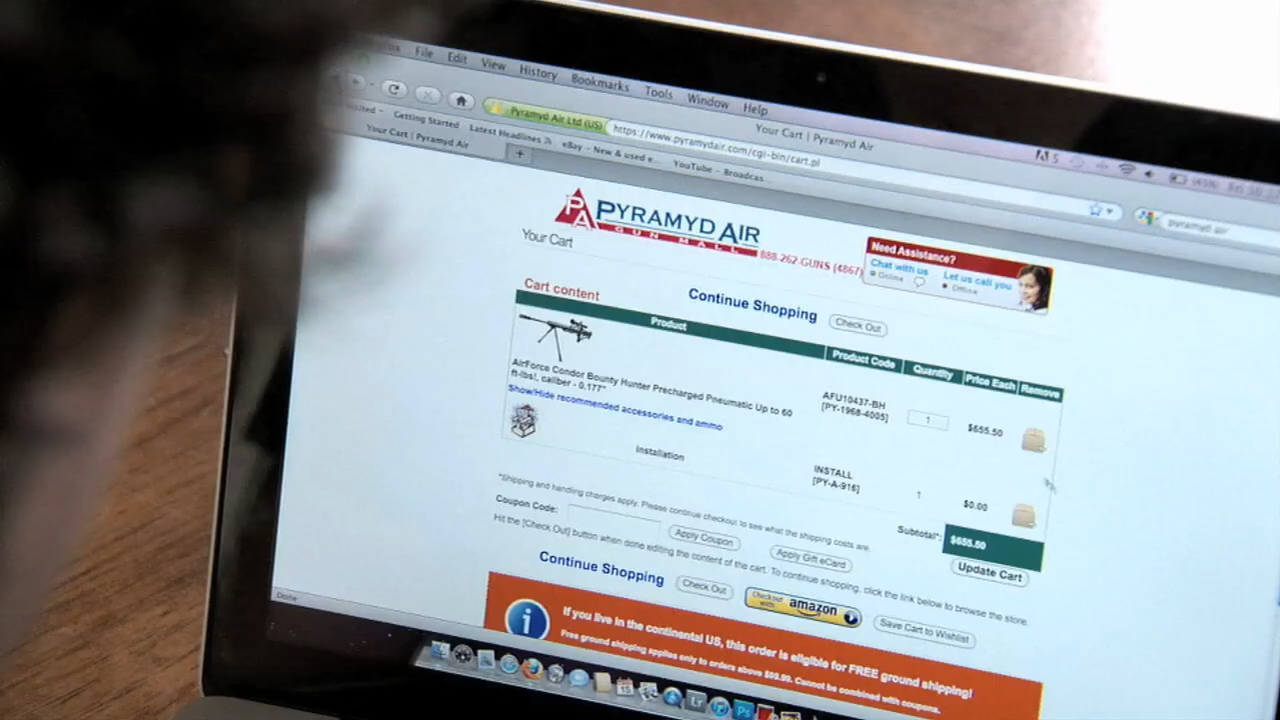 File Edit View History Bookmarks Tools Window Help
Your Cart | Pyramyd Air
Pyramyd Air Ltd (US) https://www.pyramydair.com/cgi-bin/cart.pl
pyramyd air
Getting Started Latest Headlines eBay - New & used e... YouTube - Broadcas
Your Cart | Pyramyd Air
PA PYRAMYD AIR
GUN MALL
888-262-GUNS (4867)
Your Cart
Need Assistance?
Chat with us Let us call you
Online Offline
Cart content
Continue Shopping Check Out
Product Product Code Quantity Price Each Remove
AirForce Condor Bounty Hunter Precharged Pneumatic Up to 60
ft-lbs!, caliber - 0.177"
AFU10437-BH
[PY-1968-4005]
1
$655.50
Show/Hide recommended accessories and ammo
Installation
INSTALL
[PY-A-916]
1
$0.00
*Shipping and handling charges apply. Please continue checkout to see what the shipping costs are.
Subtotal*: $655.50
Coupon Code: Apply Coupon Apply Gift eCard Update Cart
Hit the [Check Out] button when done editing the content of the cart. To continue shopping, click the link below to browse the store.
Continue Shopping Check Out Checkout with amazon Save Cart to Wishlist
If you live in the continental US, this order is eligible for FREE ground shipping!
Free ground shipping applies only to orders above $99.99. Cannot be combined with coupons.
Done
Lr Ps